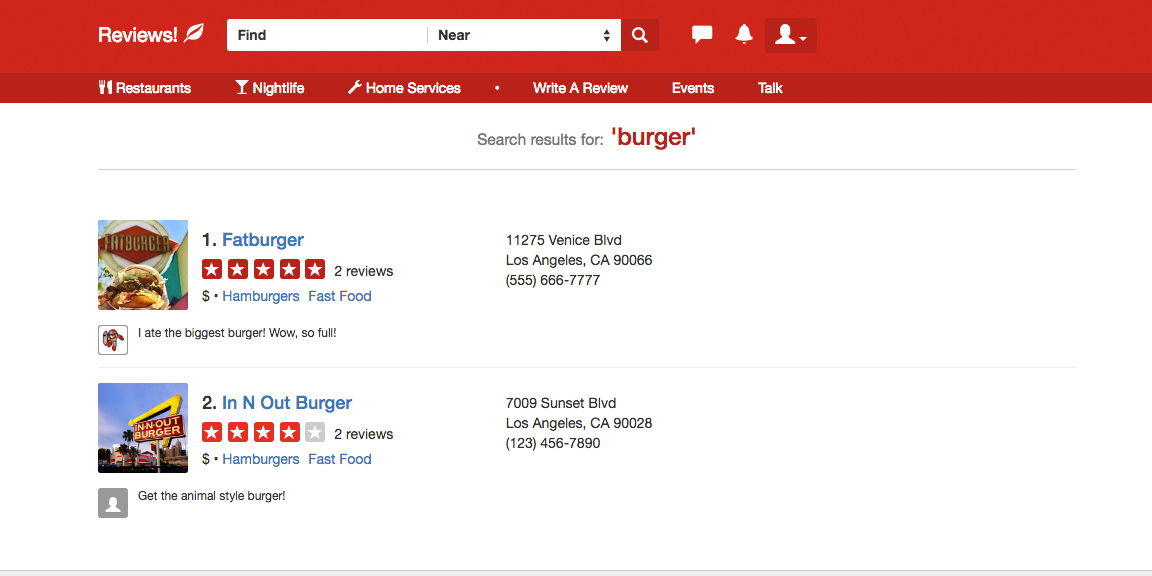 Reviews!
Find
Near
Restaurants
Nightlife
Home Services
•
Write A Review
Events
Talk
Search results for: 'burger'
FATBURGER
1. Fatburger
2 reviews
$ • Hamburgers Fast Food
11275 Venice Blvd
Los Angeles, CA 90066
(555) 666-7777
I ate the biggest burger! Wow, so full!
IN-N-OUT
BURGER
2. In N Out Burger
2 reviews
$ • Hamburgers Fast Food
7009 Sunset Blvd
Los Angeles, CA 90028
(123) 456-7890
Get the animal style burger!